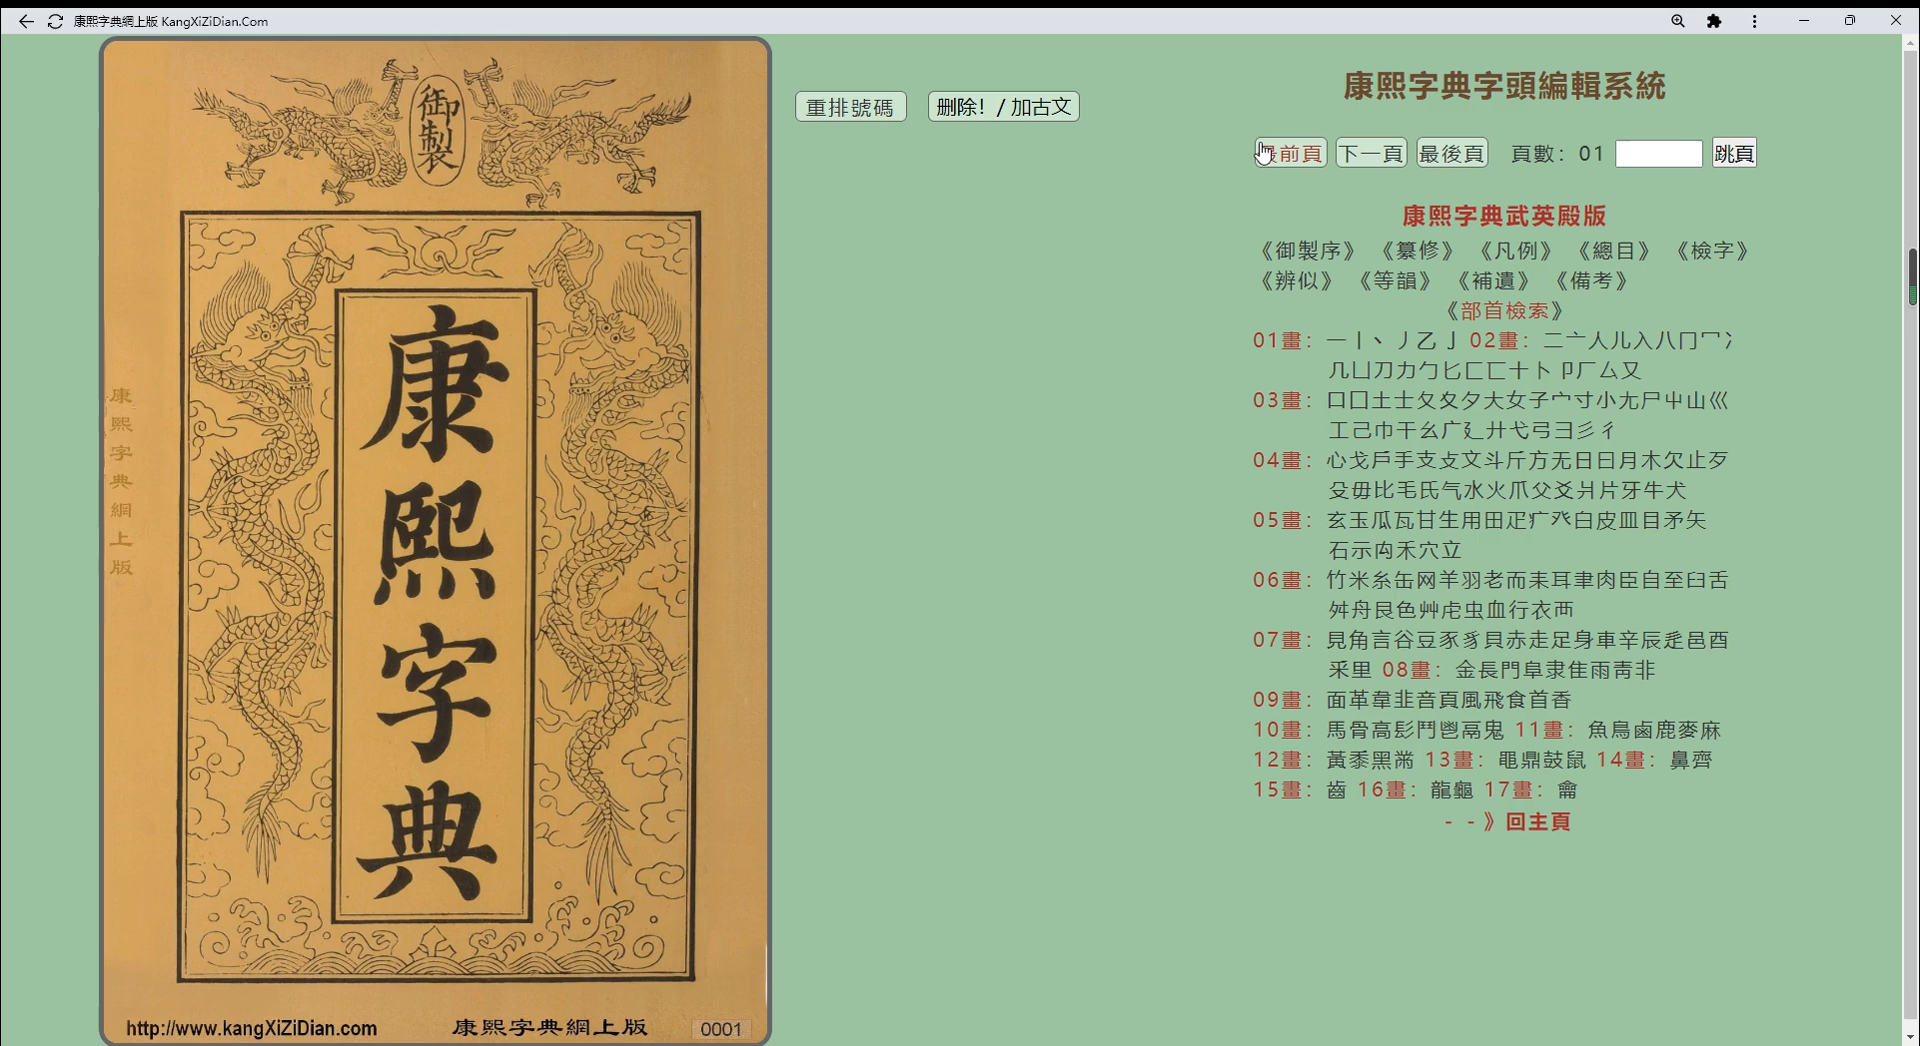 康熙字典網上版 KangXiZiDian.Com
御製
康熙字典
康熙字典網上版
http://www.kangXiZiDian.com 康熙字典網上版 0001
重排號碼 刪除! / 加古文
康熙字典字頭編輯系統
前頁 下一頁 最後頁 頁數: 01 跳頁
康熙字典武英殿版
《御製序》 《纂修》 《凡例》 《總目》 《檢字》
《辨似》 《等韻》 《補遺》 《備考》
《部首檢索》
01畫: 一丨丶丿乙亅 02畫: 二亠人儿入八冂冖冫
几凵刀力勹匕匚匸十卜卩厂厶又
03畫: 口囗土士夂夊夕大女子宀寸小尢尸屮山巛
工己巾干幺广廴廾弋弓彐彡彳
04畫: 心戈戶手支攴文斗斤方无日曰月木欠止歹
殳毋比毛氏气水火爪父爻爿片牙牛犬
05畫: 玄玉瓜瓦甘生用田疋疒癶白皮皿目矛矢
石示禸禾穴立
06畫: 竹米糸缶网羊羽老而耒耳聿肉臣自至臼舌
舛舟艮色艸虍虫血行衣襾
07畫: 見角言谷豆豕豸貝赤走足身車辛辰辵邑酉
釆里 08畫: 金長門阜隶隹雨靑非
09畫: 面革韋韭音頁風飛食首香
10畫: 馬骨高髟鬥鬯鬲鬼 11畫: 魚鳥鹵鹿麥麻
12畫: 黃黍黑黹 13畫: 黽鼎鼓鼠 14畫: 鼻齊
15畫: 齒 16畫: 龍龜 17畫: 龠
- -》回主頁